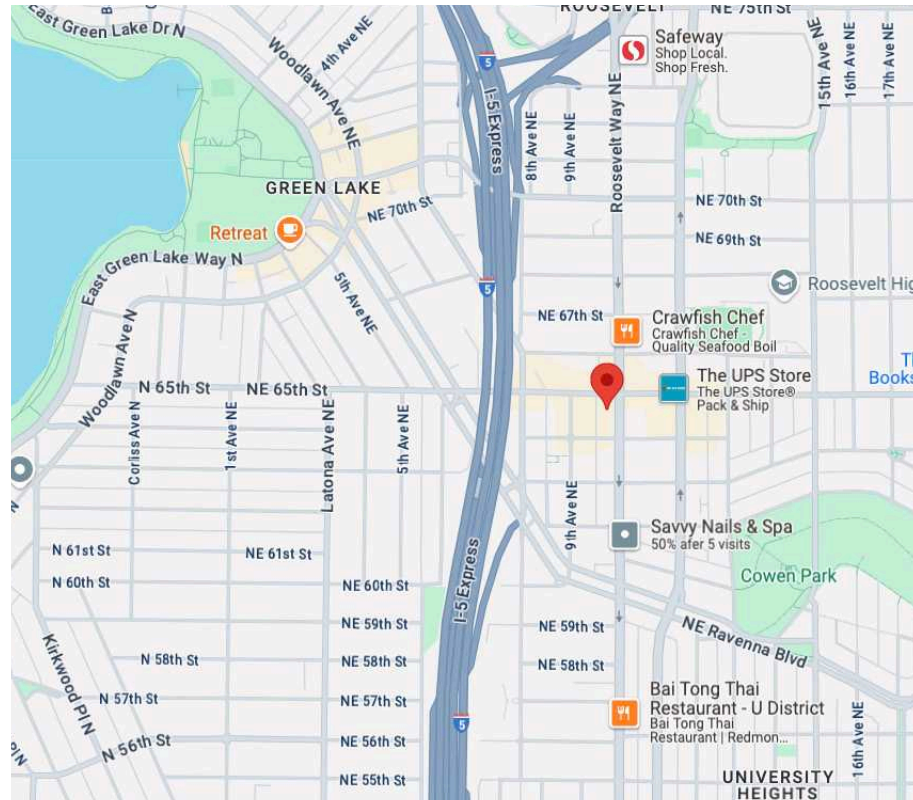 ROOSEVELT
NE 75th St
East Green Lake Dr N
Woodlawn Ave NE
4th Ave NE
I-5 Express
5
Safeway
Shop Local.
Shop Fresh.
Roosevelt Way NE
8th Ave NE
9th Ave NE
15th Ave NE
16th Ave NE
17th Ave NE
GREEN LAKE
NE 70th St
NE 70th St
NE 69th St
Retreat
East Green Lake Way N
5th Ave NE
5
Roosevelt Hig
NE 67th St
Crawfish Chef
Crawfish Chef -
Quality Seafood Boil
Woodlawn Ave N
N 65th St
NE 65th St
The UPS Store
The UPS Store®
Pack & Ship
Books
Corliss Ave N
1st Ave NE
Latona Ave NE
5th Ave NE
9th Ave NE
Savvy Nails & Spa
50% afer 5 visits
N 61st St
NE 61st St
N 60th St
NE 60th St
I-5 Express
Cowen Park
NE 59th St
NE 59th St
NE Ravenna Blvd
Kirkwood Pl N
N 58th St
NE 58th St
NE 58th St
N 57th St
NE 57th St
Bai Tong Thai
Restaurant - U District
Bai Tong Thai
Restaurant | Redmon...
5
N 56th St
NE 56th St
16th Ave NE
NE 55th St
UNIVERSITY
HEIGHTS